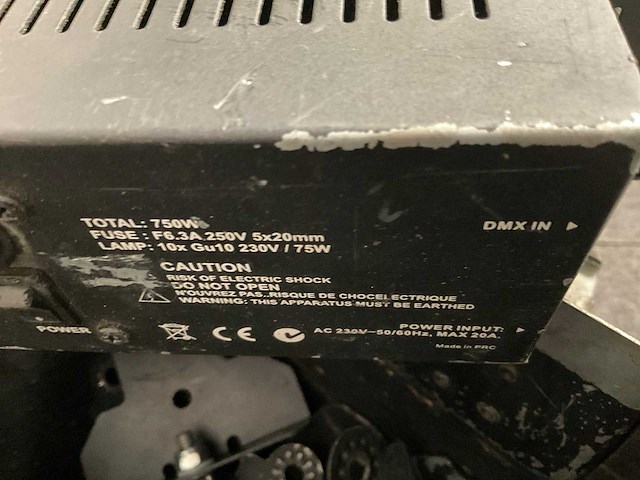 TOTAL: 750W
FUSE : F6.3A 250V 5x20mm
LAMP: 10x Gu10 230V / 75W
DMX IN
CAUTION
RISK OF ELECTRIC SHOCK
DO NOT OPEN
N'OUVREZ PAS..RISQUE DE CHOCELECTRIQUE
WARNING: THIS APPARATUS MUST BE EARTHED
POWER
CE
POWER INPUT:
AC 230V~50/60Hz, MAX 20A.
Made in PRC